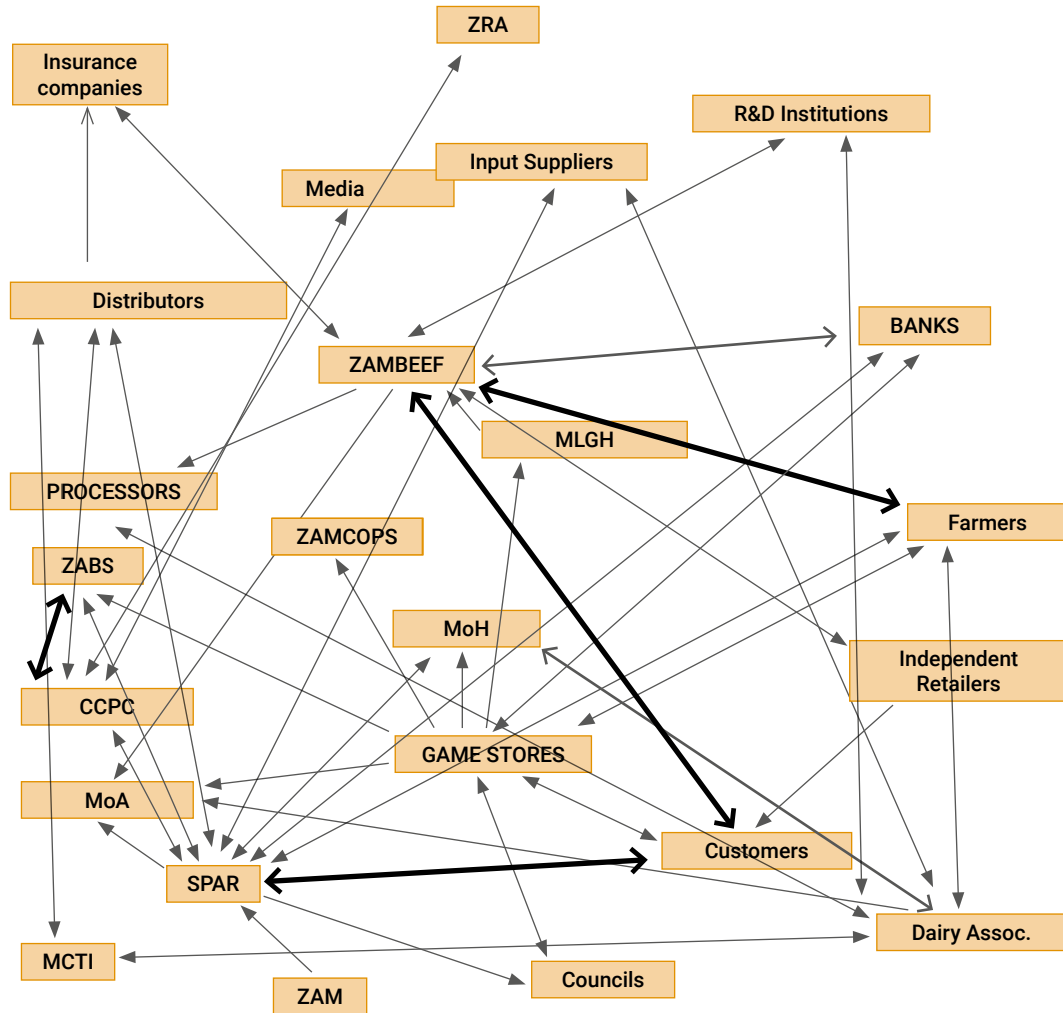 ZRA
Insurance
companies
R&D Institutions
Input Suppliers
Media
Distributors
BANKS
ZAMBEEF
MLGH
PROCESSORS
Farmers
ZAMCOPS
ZABS
MoH
Independent
Retailers
CCPC
GAME STORES
MoA
Customers
SPAR
Dairy Assoc.
MCTI
Councils
ZAM